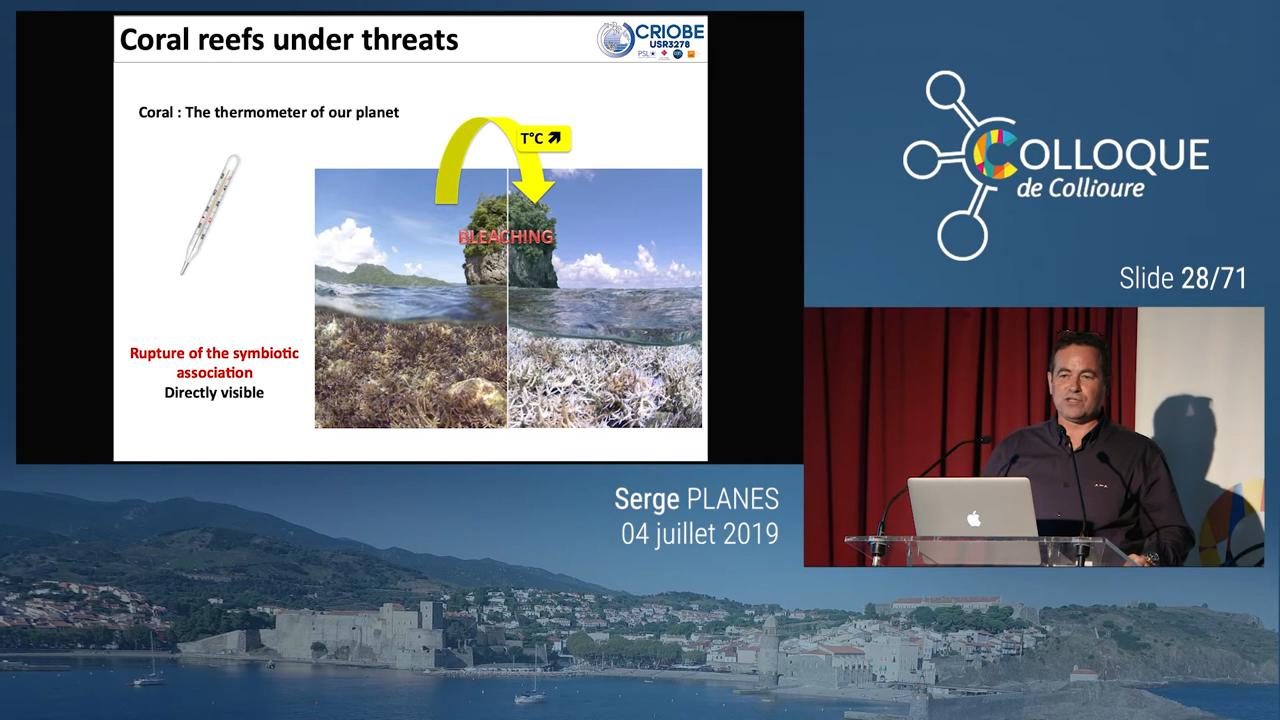 Coral reefs under threats
CRIOBE
USR3278
PSL
Coral : The thermometer of our planet
T°C
BLEACHING
Rupture of the symbiotic
association
Directly visible
COLLOQUE
de Collioure
Slide 28/71
Serge PLANES
04 juillet 2019